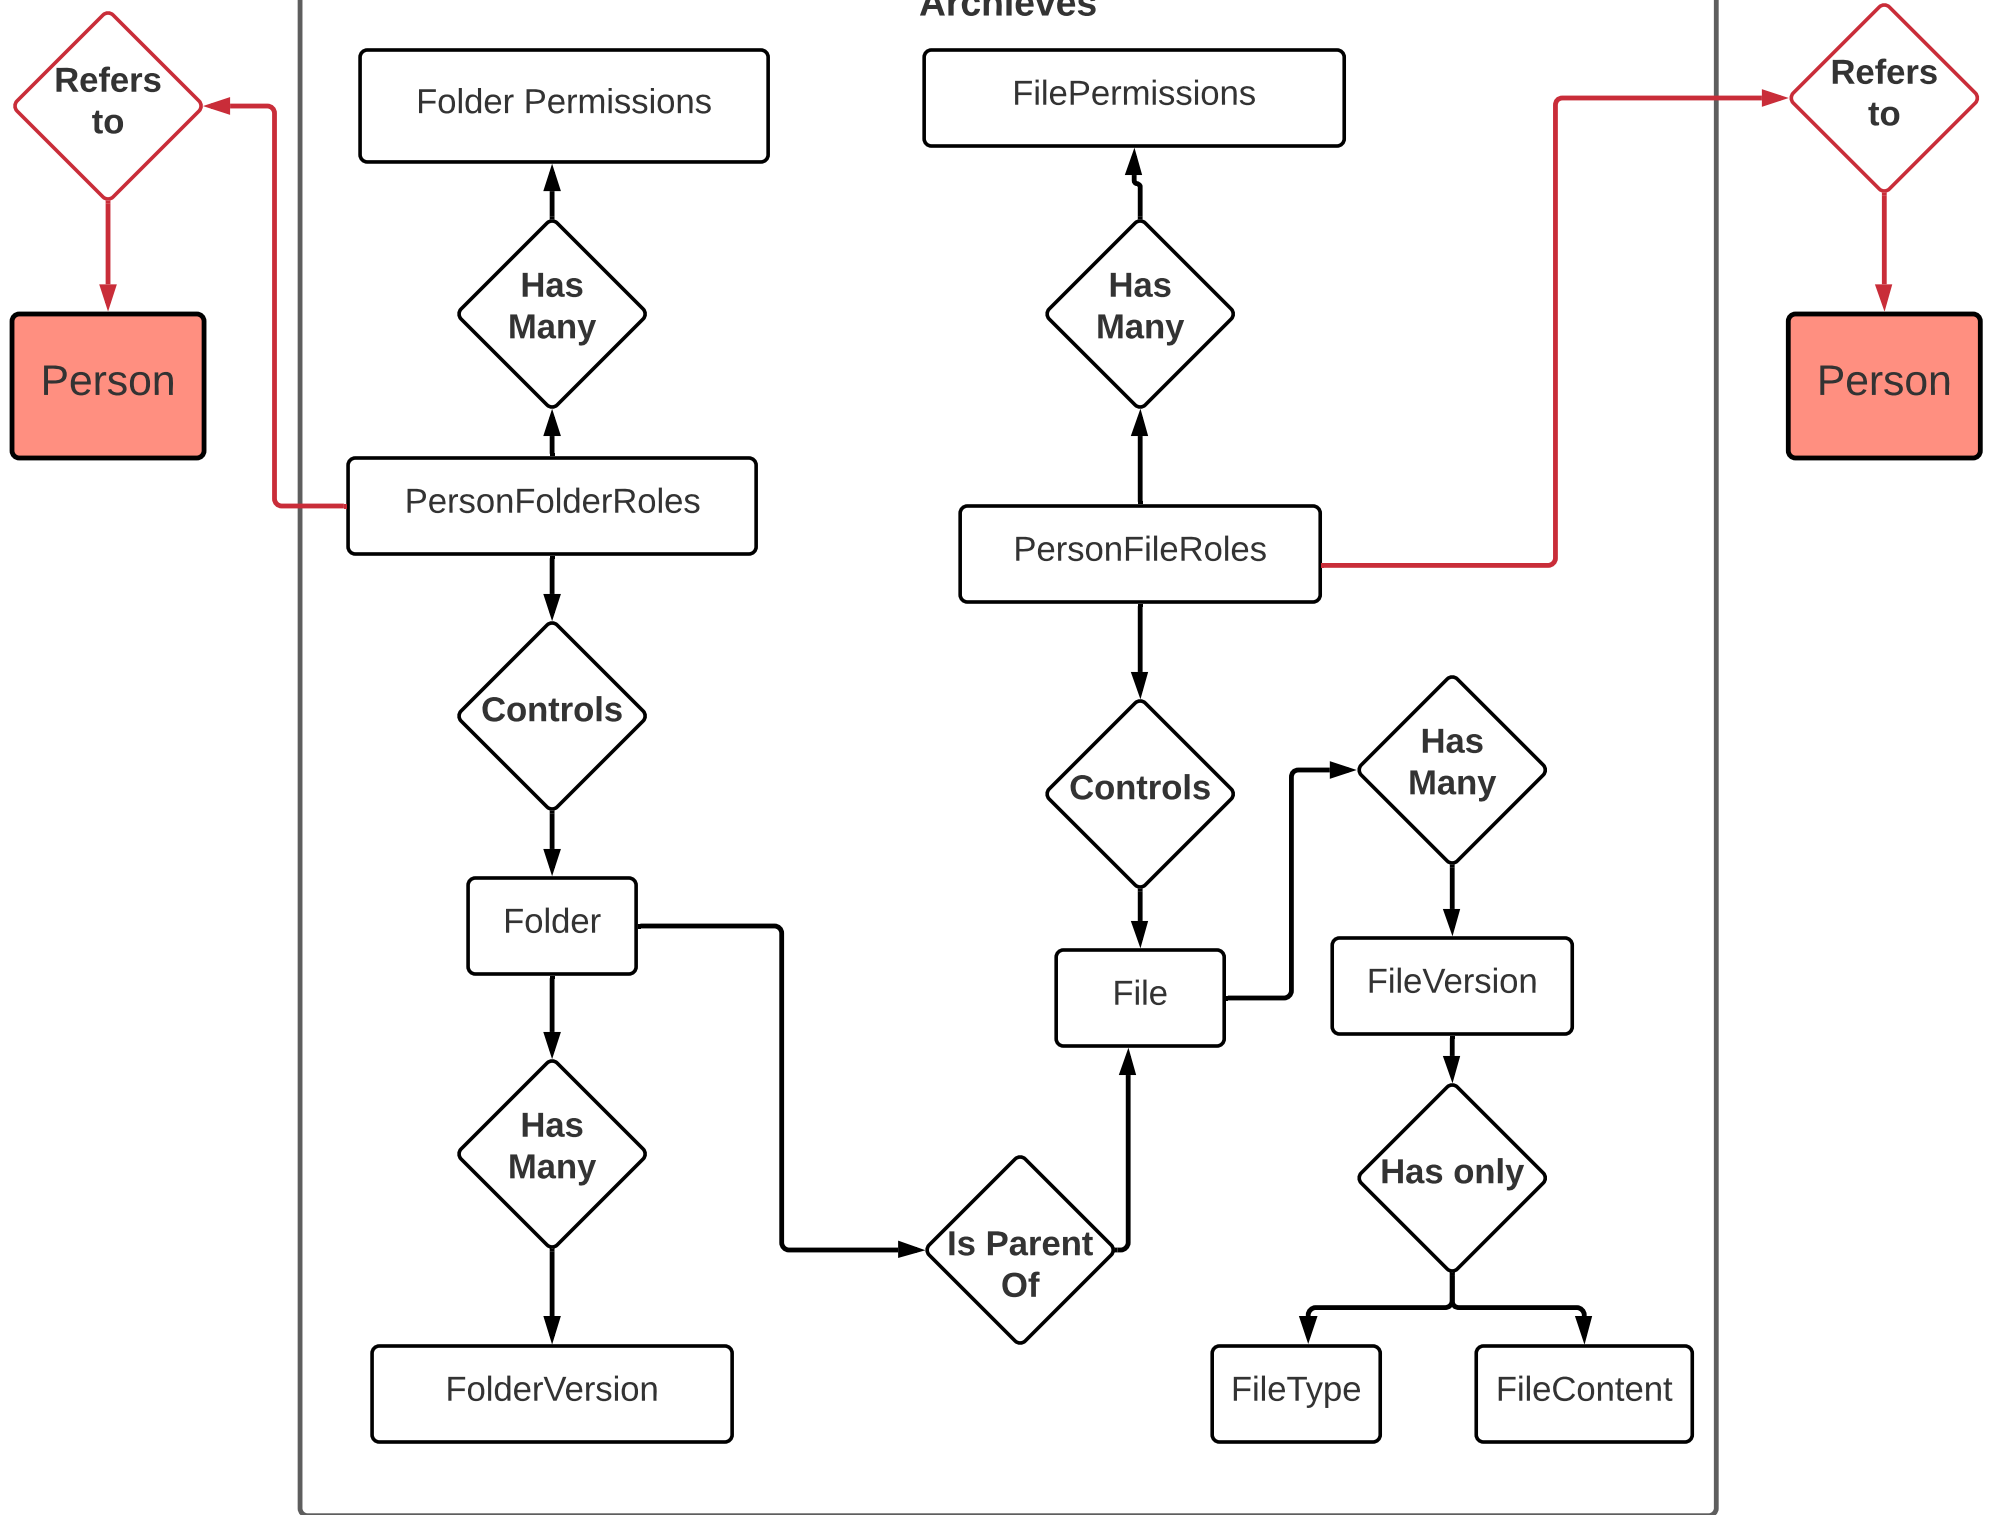 Archieves
Refers
to
Folder Permissions
FilePermissions
Refers
to
Has
Many
Has
Many
Person
Person
PersonFolderRoles
PersonFileRoles
Controls
Controls
Has
Many
Folder
File
FileVersion
Has
Many
Is Parent
Of
Has only
FolderVersion
FileType
FileContent